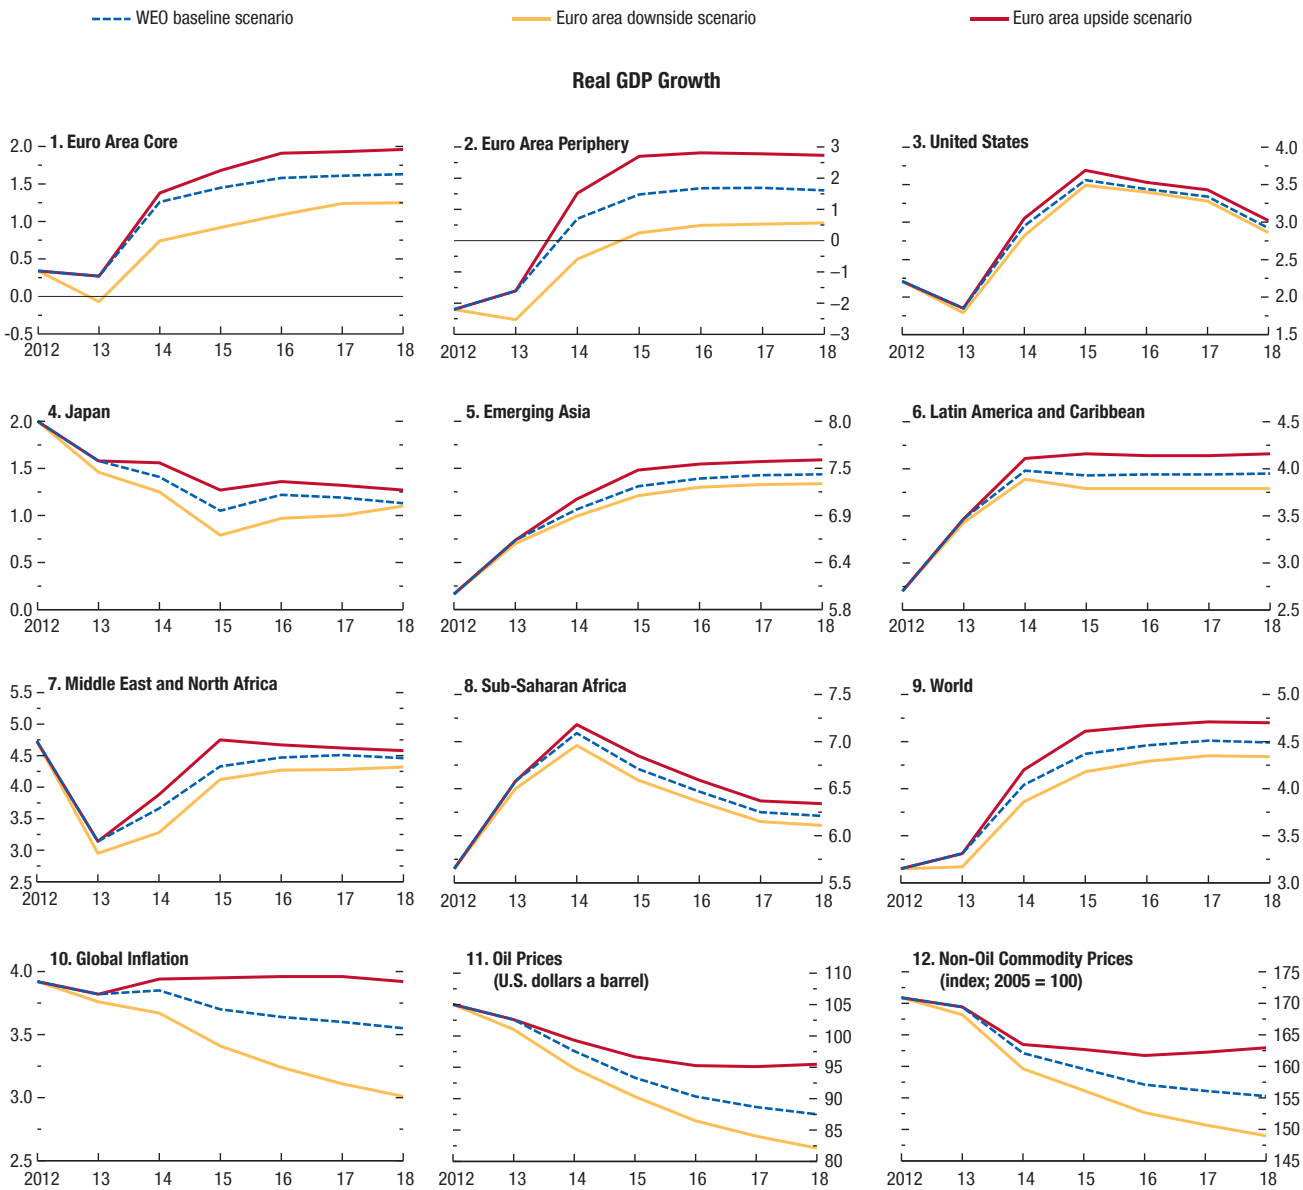 WEO baseline scenario Euro area downside scenario Euro area upside scenario
Real GDP Growth
1. Euro Area Core
2.0
1.5
1.0
0.5
0.0
-0.5
2012 13 14 15 16 17 18
2. Euro Area Periphery
3
2
1
0
–1
–2
–3
2012 13 14 15 16 17 18
3. United States
4.0
3.5
3.0
2.5
2.0
1.5
2012 13 14 15 16 17 18
4. Japan
2.0
1.5
1.0
0.5
0.0
2012 13 14 15 16 17 18
5. Emerging Asia
8.0
7.5
6.9
6.4
5.8
2012 13 14 15 16 17 18
6. Latin America and Caribbean
4.5
4.0
3.5
3.0
2.5
2012 13 14 15 16 17 18
7. Middle East and North Africa
5.5
5.0
4.5
4.0
3.5
3.0
2.5
2012 13 14 15 16 17 18
8. Sub-Saharan Africa
7.5
7.0
6.5
6.0
5.5
2012 13 14 15 16 17 18
9. World
5.0
4.5
4.0
3.5
3.0
2012 13 14 15 16 17 18
10. Global Inflation
4.0
3.5
3.0
2.5
2012 13 14 15 16 17 18
11. Oil Prices
(U.S. dollars a barrel)
110
105
100
95
90
85
80
2012 13 14 15 16 17 18
12. Non-Oil Commodity Prices
(index; 2005 = 100)
175
170
165
160
155
150
145
2012 13 14 15 16 17 18